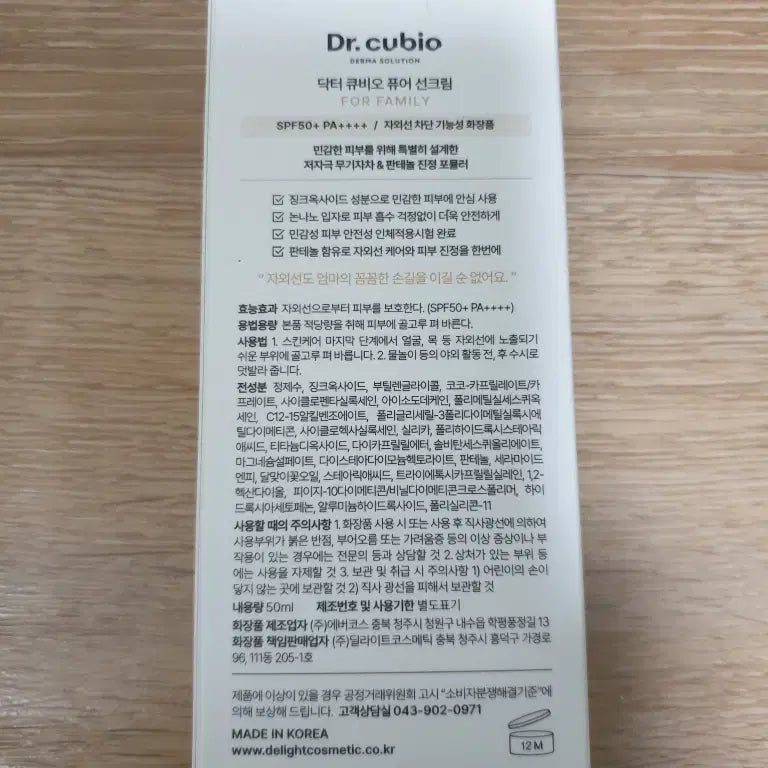 Dr. cubio
DERMA SOLUTION
닥터 큐비오 퓨어 선크림
FOR FAMILY
SPF50+ PA++++ / 자외선 차단 기능성 화장품
민감한 피부를 위해 특별히 설계한
저자극 무기자차 & 판테놀 진정 포뮬러
징크옥사이드 성분으로 민감한 피부에 안심 사용
논나노 입자로 피부 흡수 걱정없이 더욱 안전하게
민감성 피부 안전성 인체적용시험 완료
판테놀 함유로 자외선 케어와 피부 진정을 한번에
" 자외선도 엄마의 꼼꼼한 손길을 이길 순 없어요. "
효능효과 자외선으로부터 피부를 보호한다. (SPF50+ PA++++)
용법용량 본품 적당량을 취해 피부에 골고루 펴 바른다.
사용법 1. 스킨케어 마지막 단계에서 얼굴, 목 등 자외선에 노출되기
쉬운 부위에 골고루 펴 바릅니다. 2. 물놀이 등의 야외 활동 전, 후 수시로
덧발라 줍니다.
전성분 정제수, 징크옥사이드, 부틸렌글라이콜, 코코-카프릴레이트/카
프레이트, 사이클로펜타실록세인, 아이소도데케인, 폴리메틸실세스퀴옥
세인, C12-15알킬벤조에이트, 폴리글리세릴-3폴리다이메틸실록시에
틸다이메티콘, 사이클로헥사실록세인, 실리카, 폴리하이드록시스테아릭
애씨드, 티타늄디옥사이드, 다이카프릴릴에터, 솔비탄세스퀴올리에이트,
마그네슘설페이트, 다이스테아다이모늄헥토라이트, 판테놀, 세라마이드
엔피, 달맞이꽃오일, 스테아릭애씨드, 트라이에톡시카프릴릴실레인, 1,2-
헥산다이올, 피이지-10다이메티콘/비닐다이메티콘크로스폴리머, 하이
드록시아세토페논, 알루미늄하이드록사이드, 폴리실리콘-11
사용할 때의 주의사항 1. 화장품 사용 시 또는 사용 후 직사광선에 의하여
사용부위가 붉은 반점, 부어오름 또는 가려움증 등의 이상 증상이나 부
작용이 있는 경우에는 전문의 등과 상담할 것 2. 상처가 있는 부위 등
에는 사용을 자제할 것 3. 보관 및 취급 시 주의사항 1) 어린이의 손이
닿지 않는 곳에 보관할 것 2) 직사 광선을 피해서 보관할 것
내용량 50ml 제조번호 및 사용기한 별도표기
화장품 제조업자 (주)에버코스 충북 청주시 청원구 내수읍 학평풍정길 13
화장품 책임판매업자 (주)딜라이트코스메틱 충북 청주시 흥덕구 가경로
96, 111동 205-1호
제품에 이상이 있을 경우 공정거래위원회 고시 "소비자분쟁해결기준"에
의해 보상해 드립니다. 고객상담실 043-902-0971
MADE IN KOREA
www.delightcosmetic.co.kr
12 M